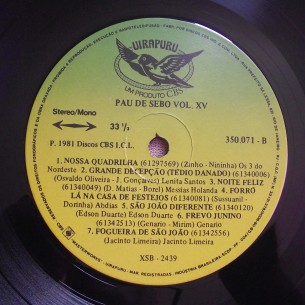 UIRAPURU
UM PRODUTO CBS
PAU DE SEBO VOL. XV
Stereo/Mono
33 ⅓
350.071 - B
P. 1981 Discos CBS I.C.L.
1. NOSSA QUADRILHA (61297569) (Zinho - Nininha) Os 3 do
Nordeste 2. GRANDE DECEPÇÃO (TÉDIO DANADO) (61340006)
(Osvaldo Oliveira - J. Gonçalves) Lenita Santos 3. NOITE FELIZ
(61340049) (D. Matias - Borel) Messias Holanda 4. FORRÓ
LÁ NA CASA DE FESTEJOS (61340081) (Sussuanil -
Doninha) Abdias 5. SÃO JOÃO DIFERENTE (61340120)
(Edson Duarte) Edson Duarte 6. FREVO JUNINO
(61342513) (Genario - Mirim) Genario
7. FOGUEIRA DE SÃO JOÃO (61342556)
(Jacinto Limeira) Jacinto Limeira
XSB - 2439